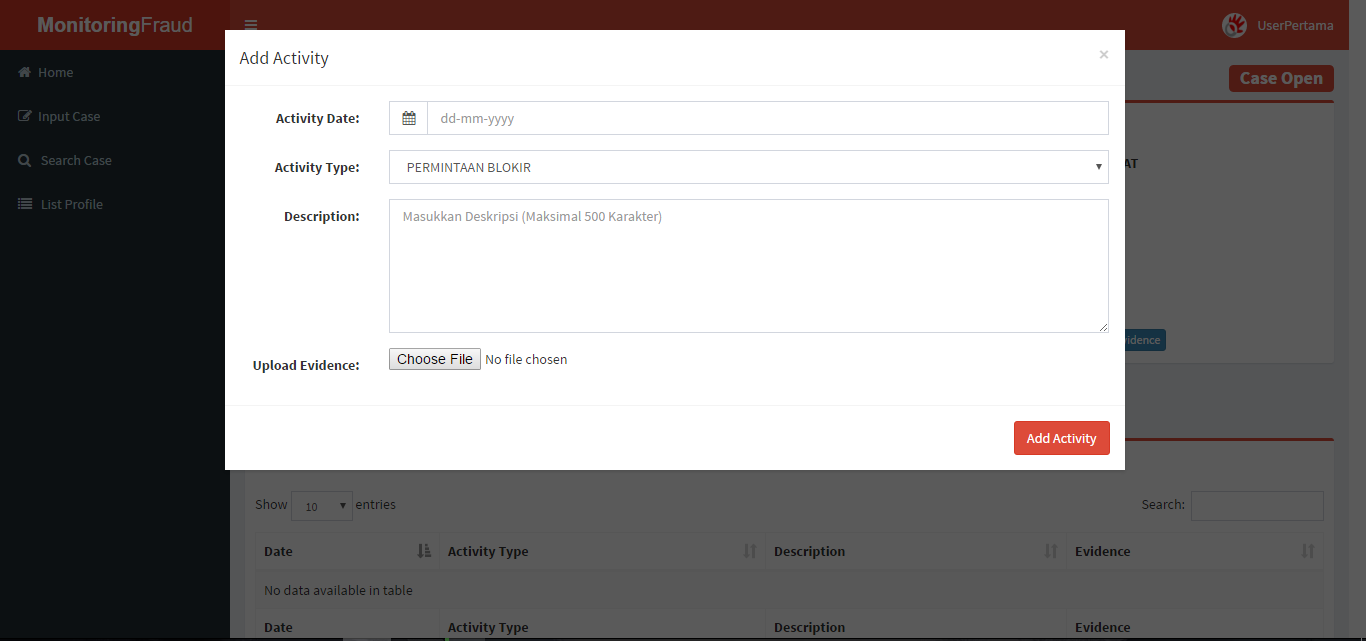 MonitoringFraud
UserPertama
Home
Input Case
Search Case
List Profile
Case Open
Add Activity
×
Activity Date:
dd-mm-yyyy
Activity Type:
PERMINTAAN BLOKIR
Description:
Masukkan Deskripsi (Maksimal 500 Karakter)
Upload Evidence:
Choose File No file chosen
Add Activity
AT
vidence
Show 10 entries
Search:
Date Activity Type Description Evidence
No data available in table
Date Activity Type Description Evidence